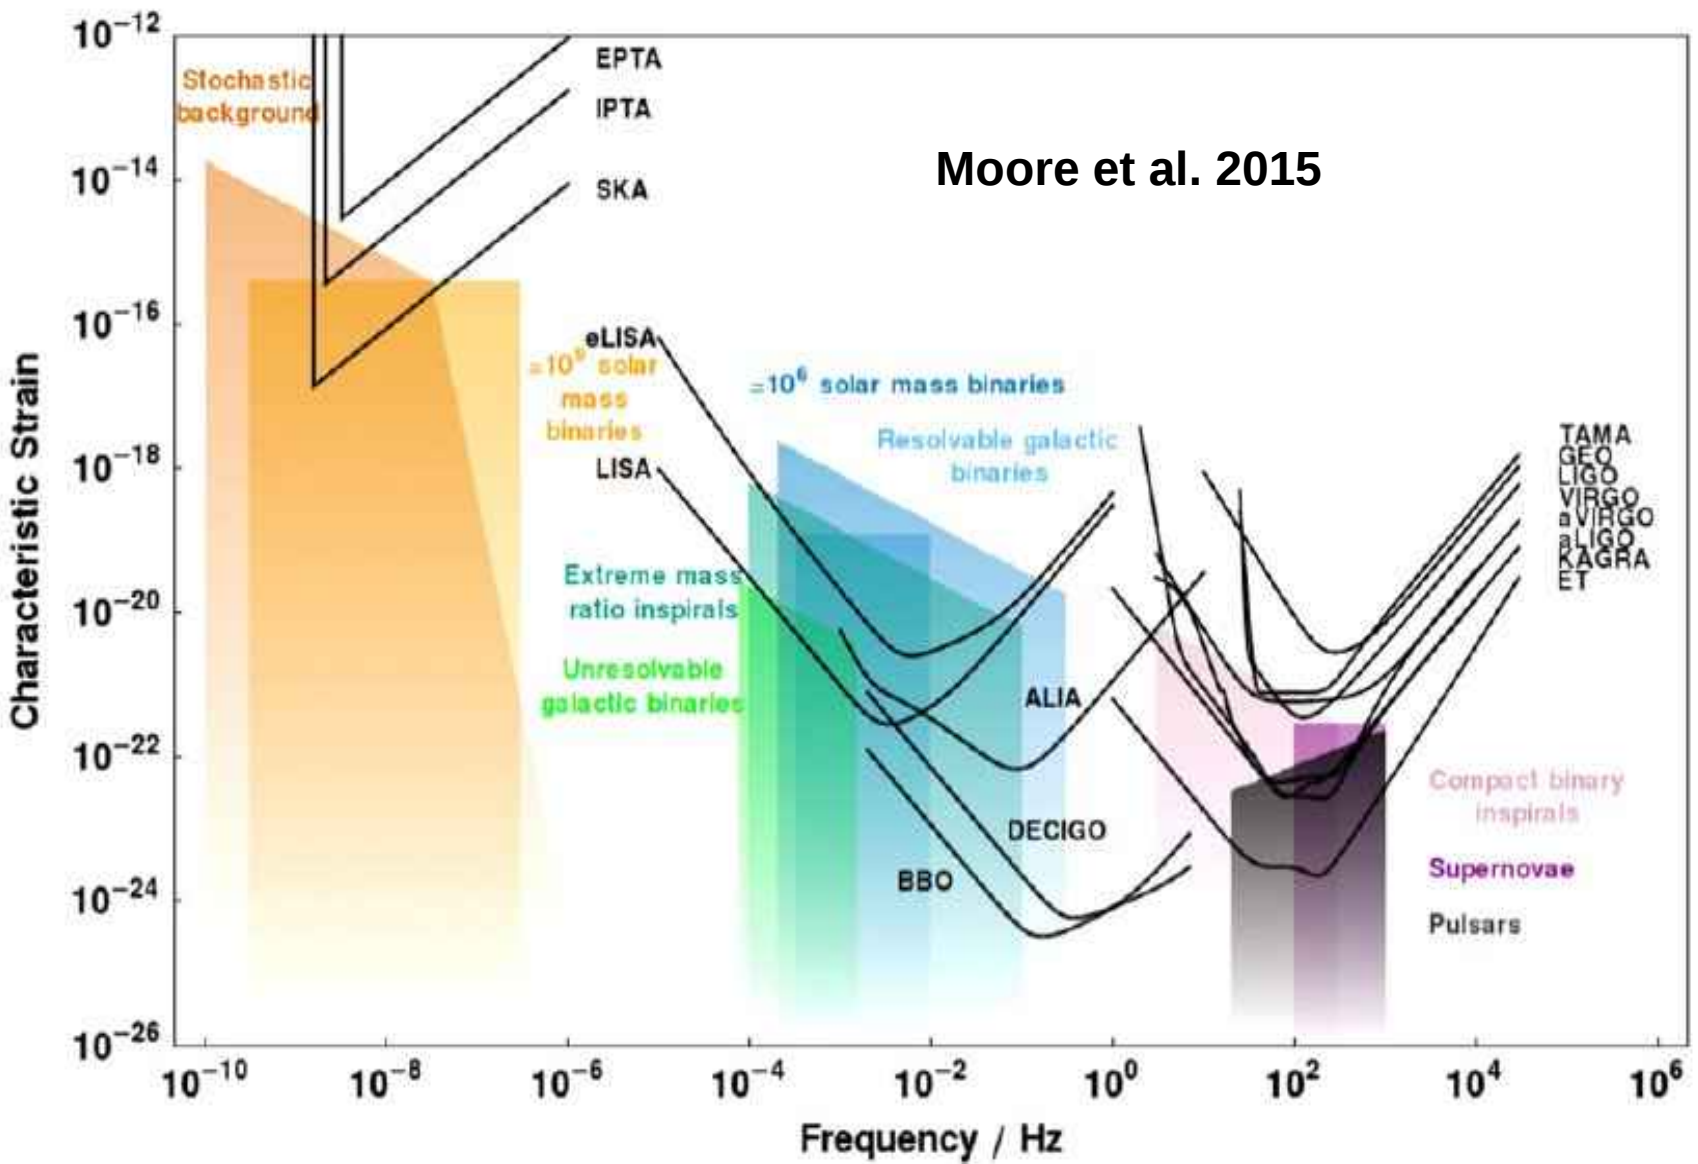 Moore et al. 2015
Characteristic Strain
10⁻¹²
10⁻¹⁴
10⁻¹⁶
10⁻¹⁸
10⁻²⁰
10⁻²²
10⁻²⁴
10⁻²⁶
Stochastic
background
EPTA
IPTA
SKA
eLISA
≃10⁹ solar
mass
binaries
LISA
≃10⁶ solar mass binaries
Resolvable galactic
binaries
Extreme mass
ratio inspirals
Unresolvable
galactic binaries
ALIA
DECIGO
BBO
TAMA
GEO
LIGO
VIRGO
aVIRGO
aLIGO
KAGRA
ET
Compact binary
inspirals
Supernovae
Pulsars
10⁻¹⁰ 10⁻⁸ 10⁻⁶ 10⁻⁴ 10⁻² 10⁰ 10² 10⁴ 10⁶
Frequency / Hz